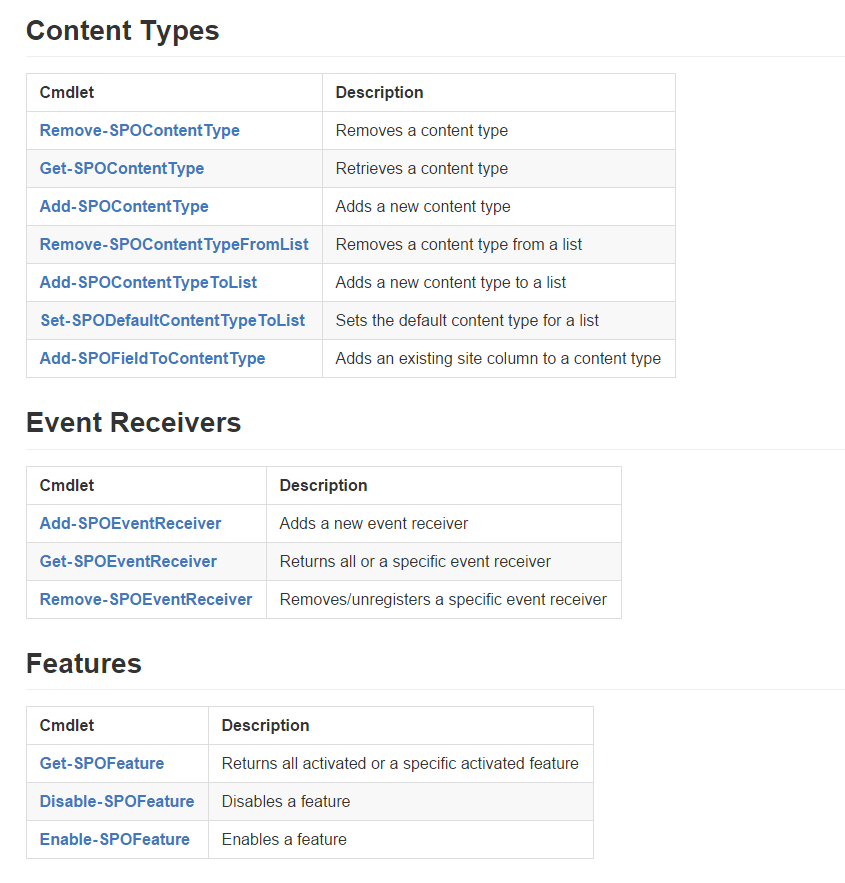 Content Types
Cmdlet Description
Remove-SPOContentType Removes a content type
Get-SPOContentType Retrieves a content type
Add-SPOContentType Adds a new content type
Remove-SPOContentTypeFromList Removes a content type from a list
Add-SPOContentTypeToList Adds a new content type to a list
Set-SPODefaultContentTypeToList Sets the default content type for a list
Add-SPOFieldToContentType Adds an existing site column to a content type
Event Receivers
Cmdlet Description
Add-SPOEventReceiver Adds a new event receiver
Get-SPOEventReceiver Returns all or a specific event receiver
Remove-SPOEventReceiver Removes/unregisters a specific event receiver
Features
Cmdlet Description
Get-SPOFeature Returns all activated or a specific activated feature
Disable-SPOFeature Disables a feature
Enable-SPOFeature Enables a feature